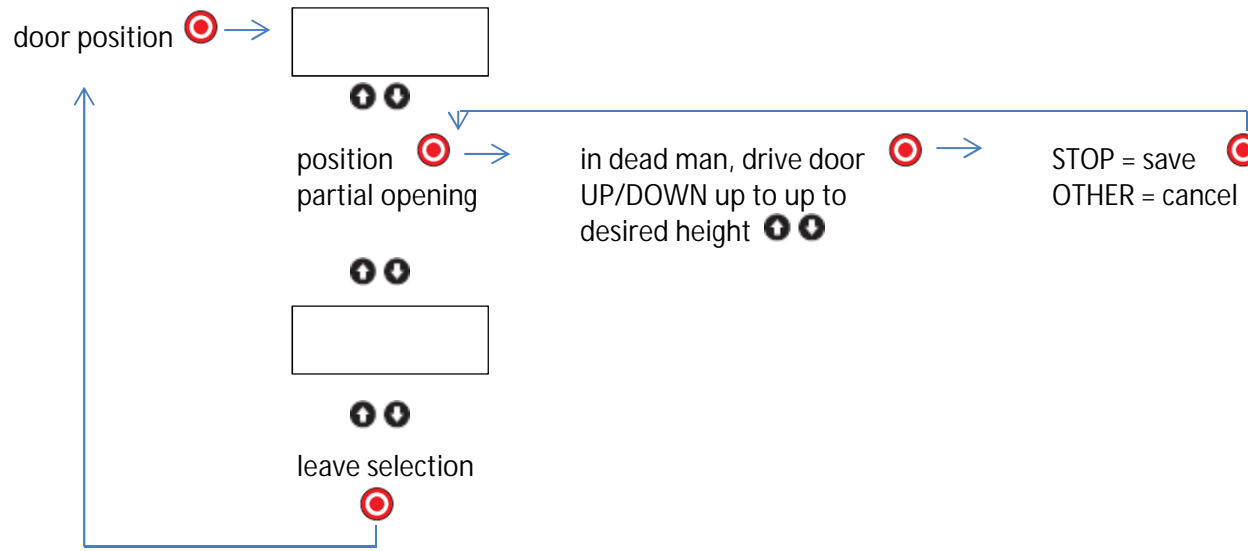 door position
position
partial opening
in dead man, drive door
UP/DOWN up to up to
desired height
STOP = save
OTHER = cancel
leave selection